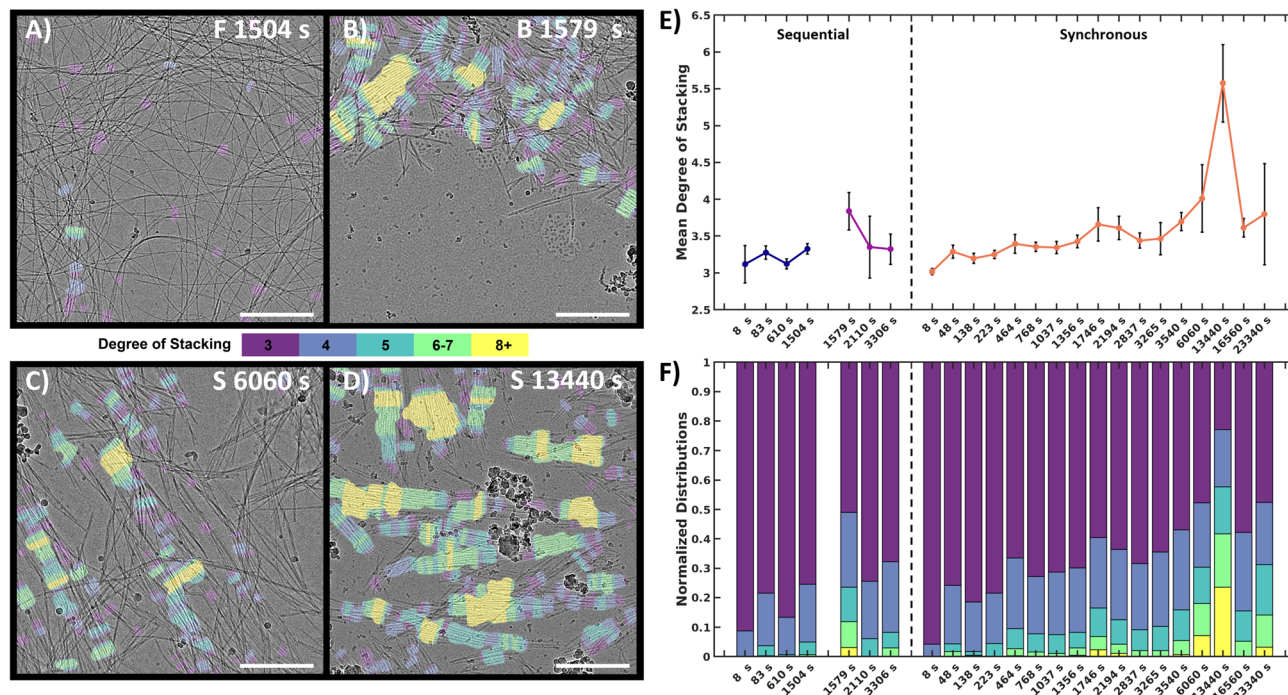 A) F 1504 s
B) B 1579 s
Degree of Stacking 3 4 5 6-7 8+
C) S 6060 s
D) S 13440 s
E)
Sequential Synchronous
Mean Degree of Stacking
6.5
6
5.5
5
4.5
4
3.5
3
2.5
8 s
83 s
610 s
1504 s
1579 s
2110 s
3306 s
8 s
48 s
138 s
223 s
464 s
768 s
1037 s
1356 s
1746 s
2194 s
2837 s
3265 s
3540 s
6060 s
13440 s
16560 s
23340 s
F)
Normalized Distributions
1
0.9
0.8
0.7
0.6
0.5
0.4
0.3
0.2
0.1
0
8 s
83 s
610 s
1504 s
1579 s
2110 s
3306 s
8 s
48 s
138 s
223 s
464 s
768 s
1037 s
1356 s
1746 s
2194 s
2837 s
3265 s
3540 s
6060 s
13440 s
16560 s
23340 s